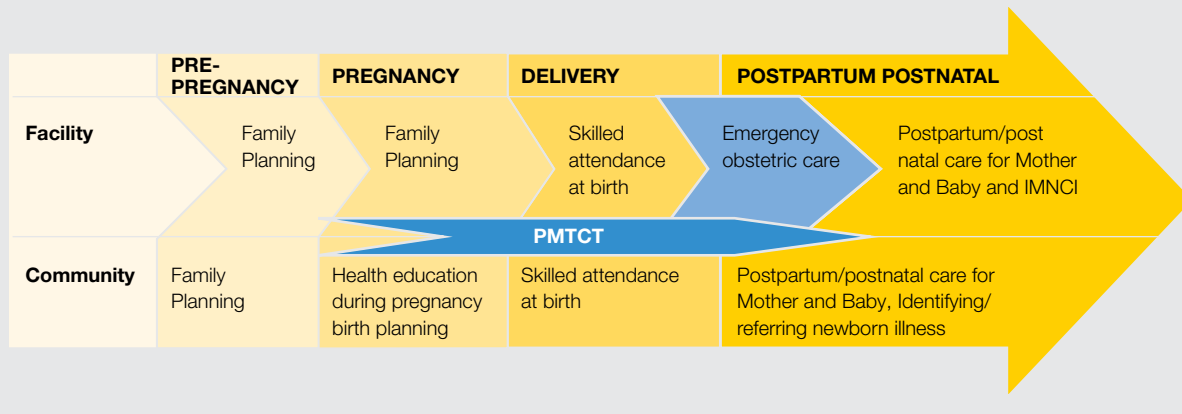 PRE-
PREGNANCY
PREGNANCY
DELIVERY
POSTPARTUM POSTNATAL
Facility
Family
Planning
Family
Planning
Skilled
attendance
at birth
Emergency
obstetric care
Postpartum/post
natal care for Mother
and Baby and IMNCI
PMTCT
Community
Family
Planning
Health education
during pregnancy
birth planning
Skilled attendance
at birth
Postpartum/postnatal care for
Mother and Baby, Identifying/
referring newborn illness